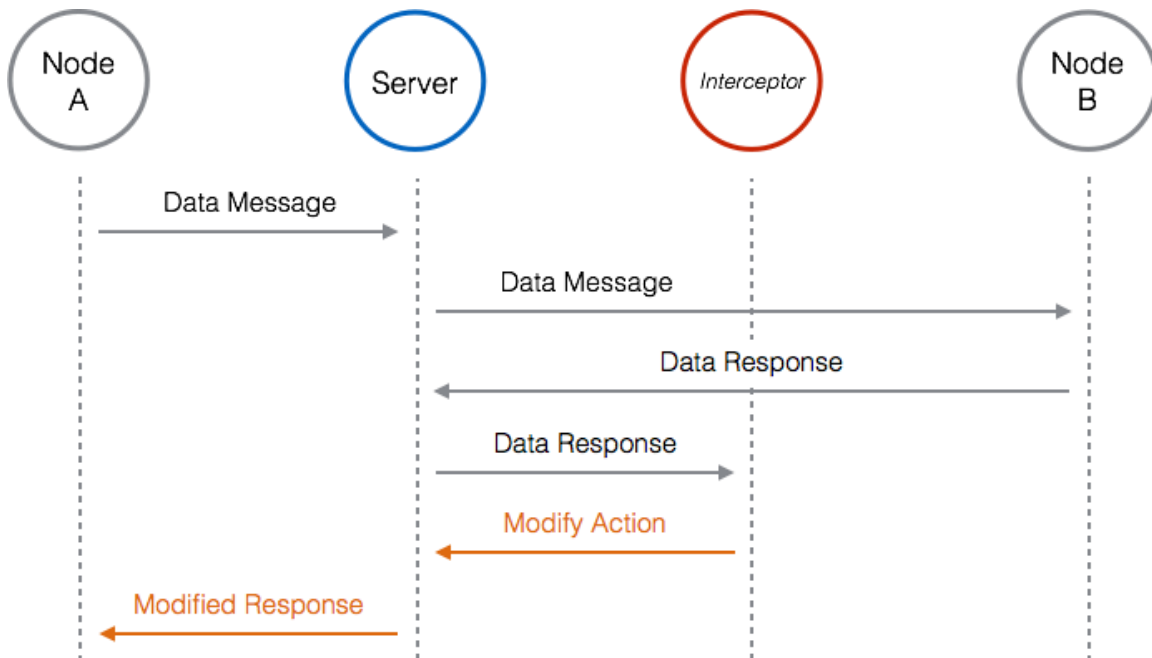 Node
A
Server
Interceptor
Node
B
Data Message
Data Message
Data Response
Data Response
Modify Action
Modified Response